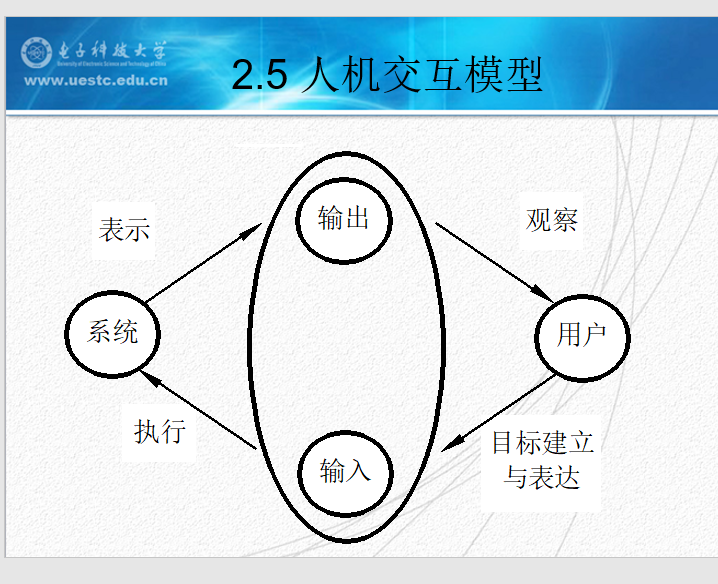 电子科技大学
University of Electronic Science and Technology of China
www.uestc.edu.cn
2.5 人机交互模型
表示
输出
观察
系统
用户
执行
输入
目标建立
与表达